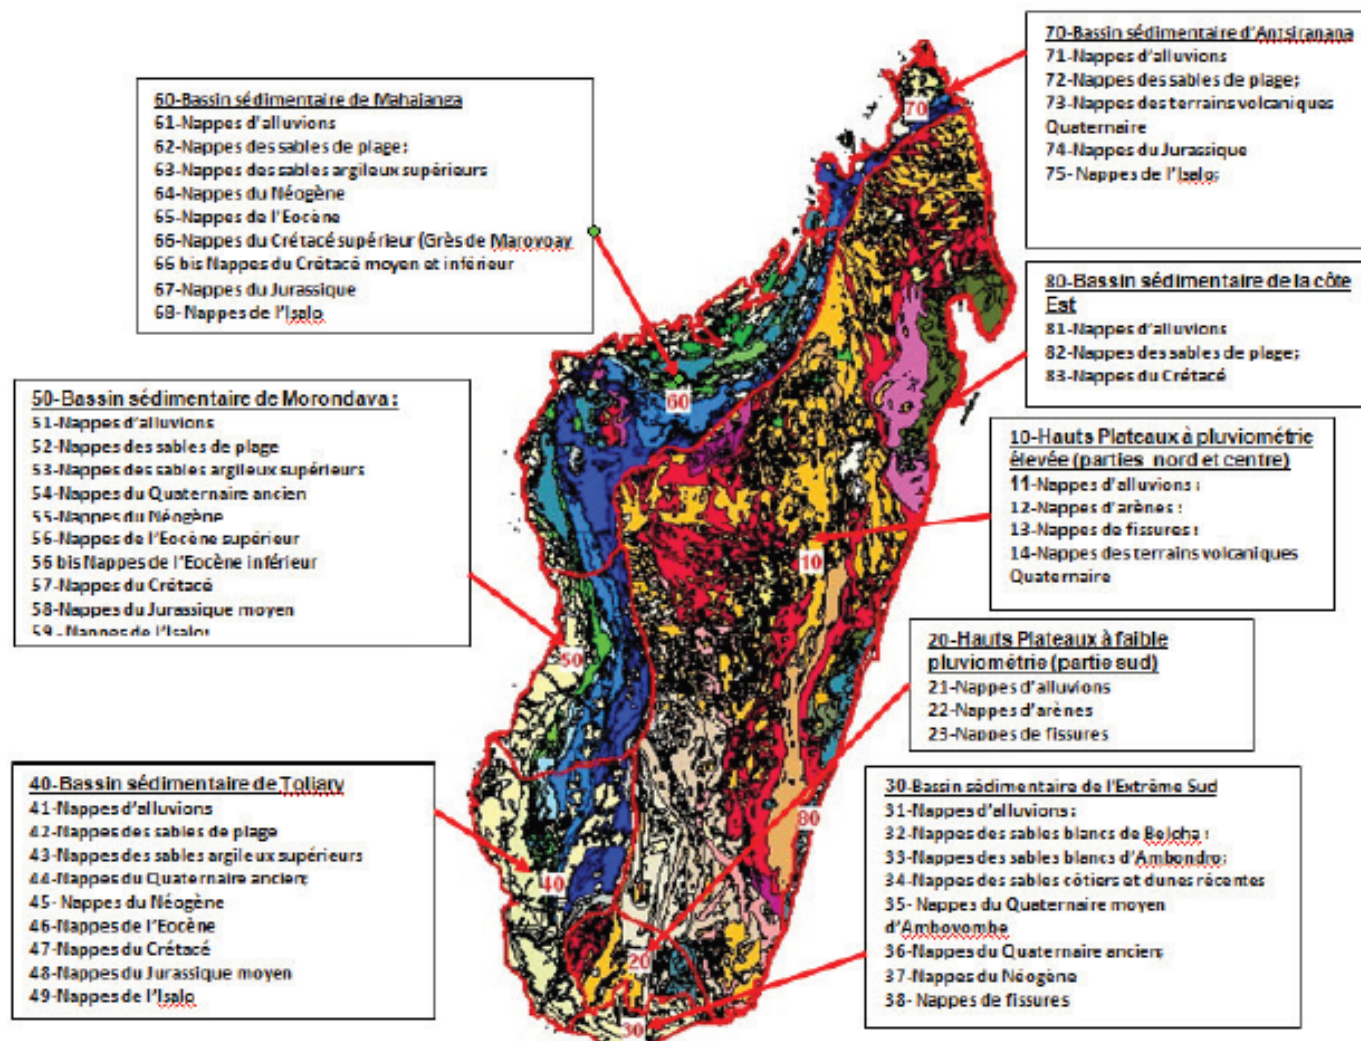 70-Bassin sédimentaire d'Antsiranana
71-Nappes d'alluvions
72-Nappes des sables de plage;
73-Nappes des terrains volcaniques
Quaternaire
74-Nappes du Jurassique
75- Nappes de l'Isalo;
60-Bassin sédimentaire de Mahajanga
61-Nappes d'alluvions
62-Nappes des sables de plage;
63-Nappes des sables argileux supérieurs
64-Nappes du Néogène
65-Nappes de l'Eocène
66-Nappes du Crétacé supérieur (Grès de Marovoay
66 bis Nappes du Crétacé moyen et inférieur
67-Nappes du Jurassique
68- Nappes de l'Isalo
80-Bassin sédimentaire de la côte
Est
81-Nappes d'alluvions
82-Nappes des sables de plage;
83-Nappes du Crétacé
50-Bassin sédimentaire de Morondava :
51-Nappes d'alluvions
52-Nappes des sables de plage
53-Nappes des sables argileux supérieurs
54-Nappes du Quaternaire ancien
55-Nappes du Néogène
56-Nappes de l'Eocène supérieur
56 bis Nappes de l'Eocène inférieur
57-Nappes du Crétacé
58-Nappes du Jurassique moyen
59 -Nappes de l'Isalo;
10-Hauts Plateaux à pluviométrie
élevée (parties nord et centre)
11-Nappes d'alluvions ;
12-Nappes d'arènes ;
13-Nappes de fissures ;
14-Nappes des terrains volcaniques
Quaternaire
20-Hauts Plateaux à faible
pluviométrie (partie sud)
21-Nappes d'alluvions
22-Nappes d'arènes
23-Nappes de fissures
40-Bassin sédimentaire de Toliary
41-Nappes d'alluvions
42-Nappes des sables de plage
43-Nappes des sables argileux supérieurs
44-Nappes du Quaternaire ancien;
45- Nappes du Néogène
46-Nappes de l'Eocène
47-Nappes du Crétacé
48-Nappes du Jurassique moyen
49-Nappes de l'Isalo
30-Bassin sédimentaire de l'Extrême Sud
31-Nappes d'alluvions ;
32-Nappes des sables blancs de Beloha ;
33-Nappes des sables blancs d'Ambondro;
34-Nappes des sables côtiers et dunes récentes
35- Nappes du Quaternaire moyen
d'Ambovombe
36-Nappes du Quaternaire ancien;
37-Nappes du Néogène
38- Nappes de fissures
70
60
10
50
80
40
20
30